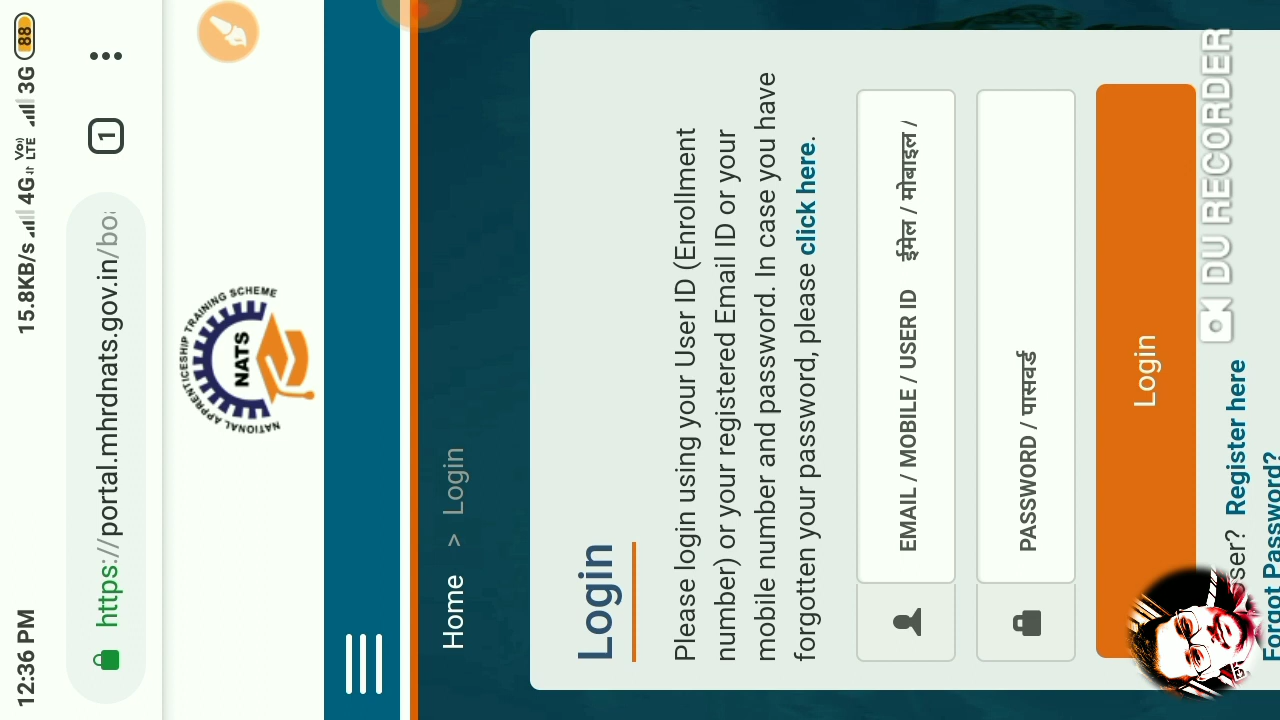 12:36 PM 15.8KB/s 4G Vo)) LTE 3G 88
https://portal.mhrdnats.gov.in/bo
1
NATIONAL APPRENTICESHIP TRAINING SCHEME
NATS
Home > Login
Login
Please login using your User ID (Enrollment
number) or your registered Email ID or your
mobile number and password. In case you have
forgotten your password, please click here.
EMAIL / MOBILE / USER ID ईमेल / मोबाइल /
PASSWORD / पासवर्ड
Login
DU RECORDER
ser? Register here
Forgot Password?